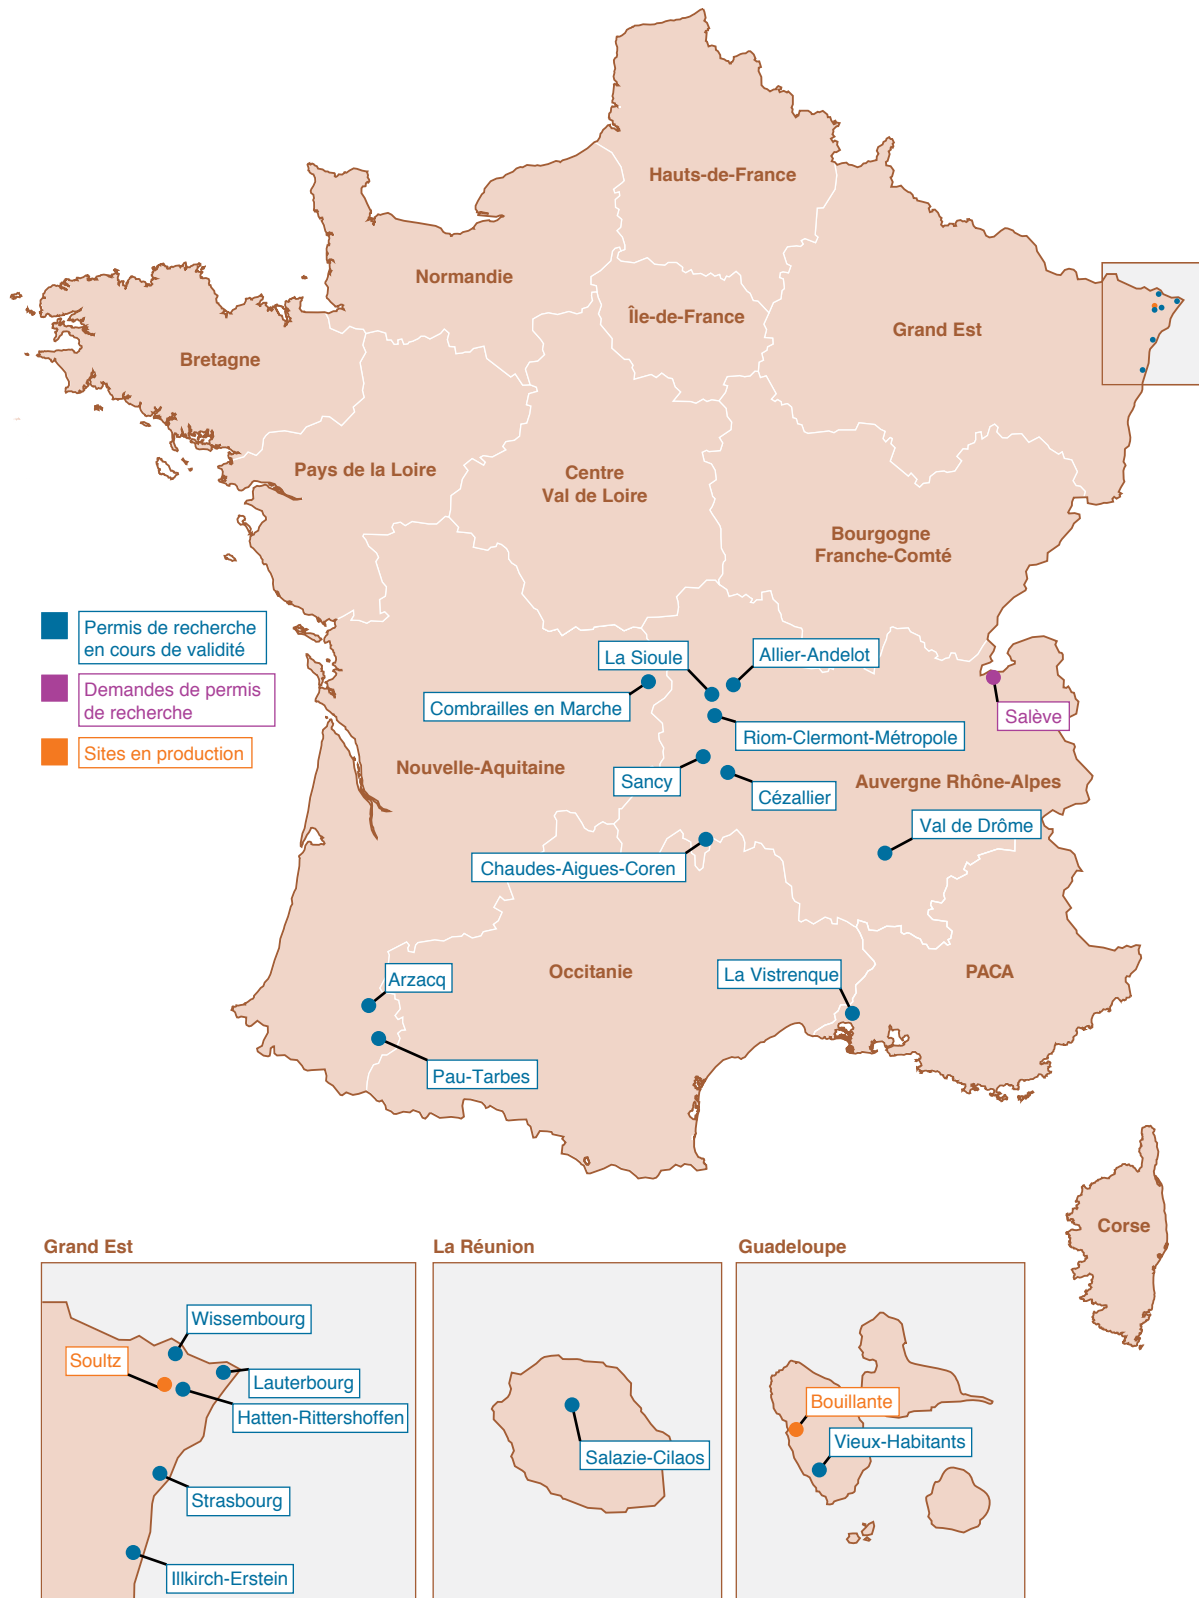 Hauts-de-France
Normandie
Île-de-France
Grand Est
Bretagne
Pays de la Loire
Centre
Val de Loire
Bourgogne
Franche-Comté
Permis de recherche
en cours de validité
Demandes de permis
de recherche
Sites en production
La Sioule
Allier-Andelot
Combrailles en Marche
Riom-Clermont-Métropole
Salève
Nouvelle-Aquitaine
Sancy
Cézallier
Auvergne Rhône-Alpes
Val de Drôme
Chaudes-Aigues-Coren
Arzacq
Occitanie
La Vistrenque
PACA
Pau-Tarbes
Corse
Grand Est
Wissembourg
Soultz
Lauterbourg
Hatten-Rittershoffen
Strasbourg
Illkirch-Erstein
La Réunion
Salazie-Cilaos
Guadeloupe
Bouillante
Vieux-Habitants